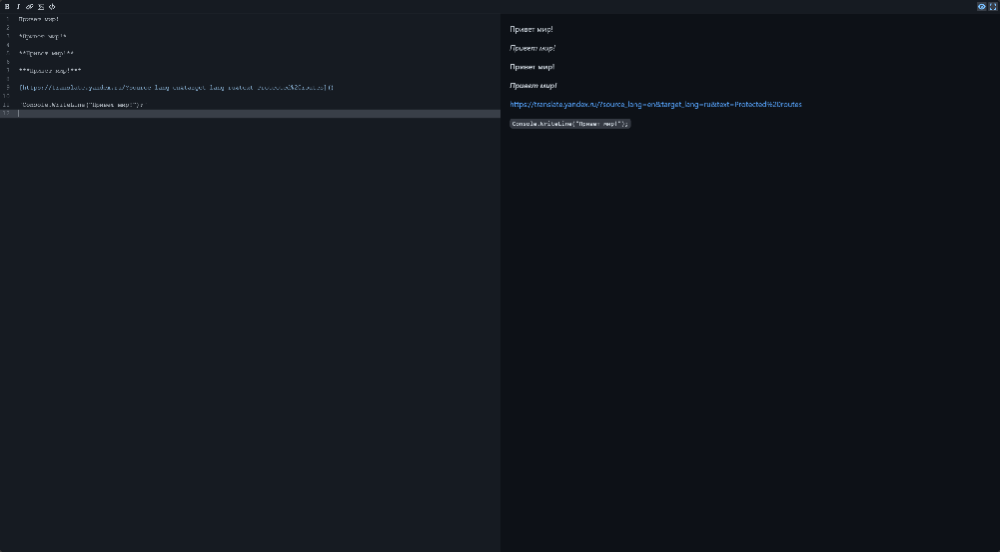 B I
1 Привет мир!
2
3 *Привет мир!*
4
5 **Привет мир!**
6
7 ***Привет мир!***
8
9 [https://translate.yandex.ru/?source_lang=en&target_lang=ru&text=Protected%20routes]()
10
11 `Console.WriteLine("Привет мир!");`
12
Привет мир!
Привет мир!
Привет мир!
Привет мир!
https://translate.yandex.ru/?source_lang=en&target_lang=ru&text=Protected%20routes
Console.WriteLine("Привет мир!");